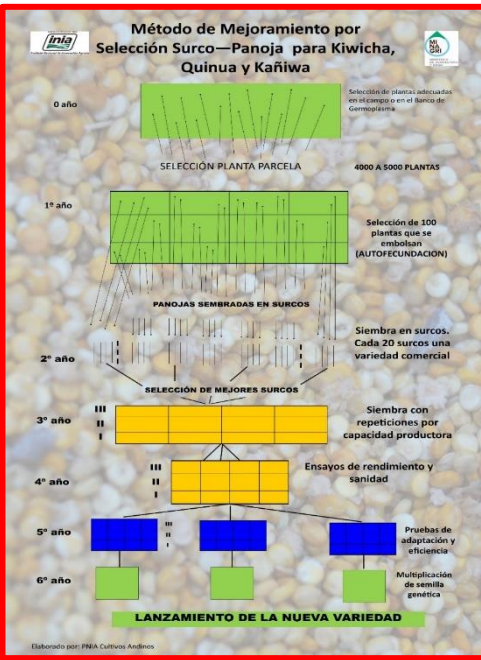 Método de Mejoramiento por
Selección Surco—Panoja para Kiwicha,
Quinua y Kañiwa
inia
MINAGRI
0 año
Selección de plantas adecuadas
en el campo o en el Banco de
Germoplasma
SELECCIÓN PLANTA PARCELA
4000 A 5000 PLANTAS
1º año
Selección de 100
plantas que se
embolsan
(AUTOFECUNDACION)
PANOJAS SEMBRADAS EN SURCOS
Siembra en surcos.
Cada 20 surcos una
variedad comercial
2º año
SELECCIÓN DE MEJORES SURCOS
3º año
III
II
I
Siembra con
repeticiones por
capacidad productora
4º año
III
II
I
Ensayos de rendimiento y
sanidad
5º año
III
II
I
Pruebas de
adaptación y
eficiencia
6º año
Multiplicación
de semilla
genética
LANZAMIENTO DE LA NUEVA VARIEDAD
Elaborado por: PNIA Cultivos Andinos